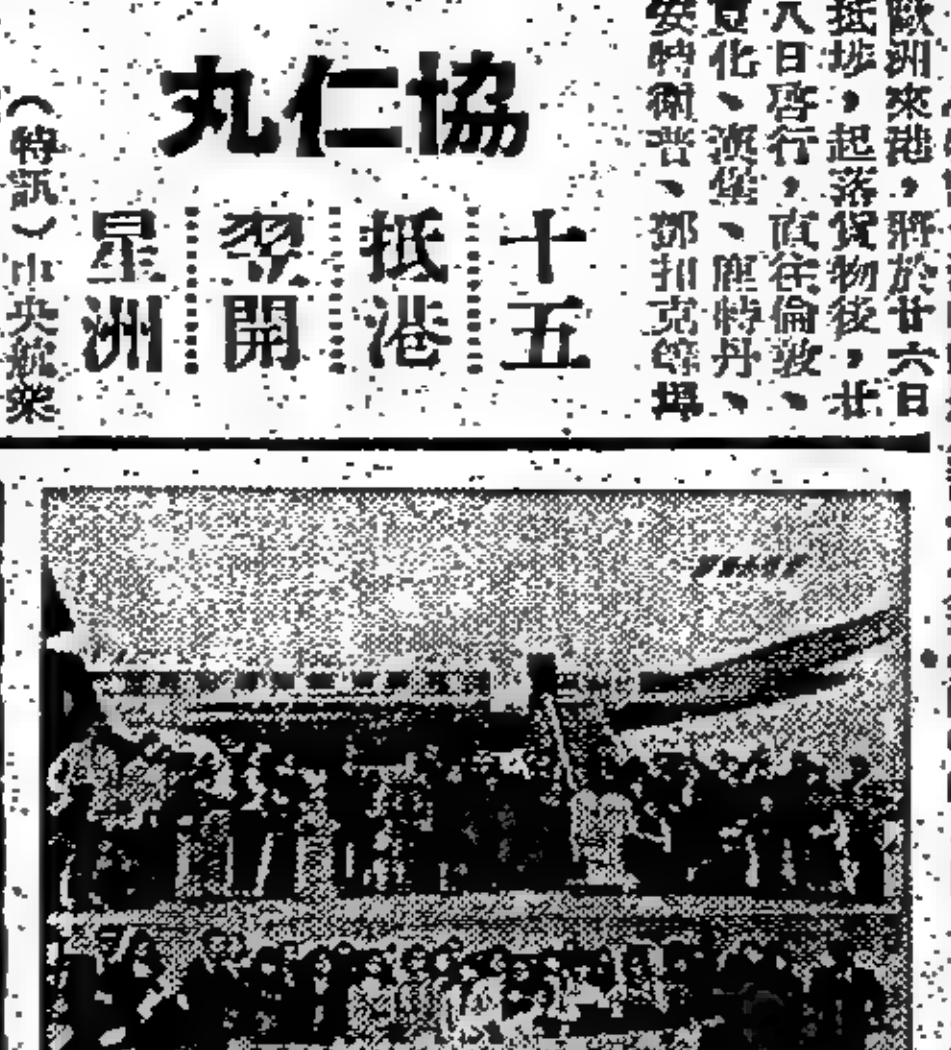 歐洲來港，將於廿六日
抵埗，起落貨物後，廿
八日啓行，直往倫敦、
夏化、漢堡、鹿特丹、
安特衛普、鄧扣克等埠
協仁丸
十五
抵港
翌開
星洲
（特訊）中央航業